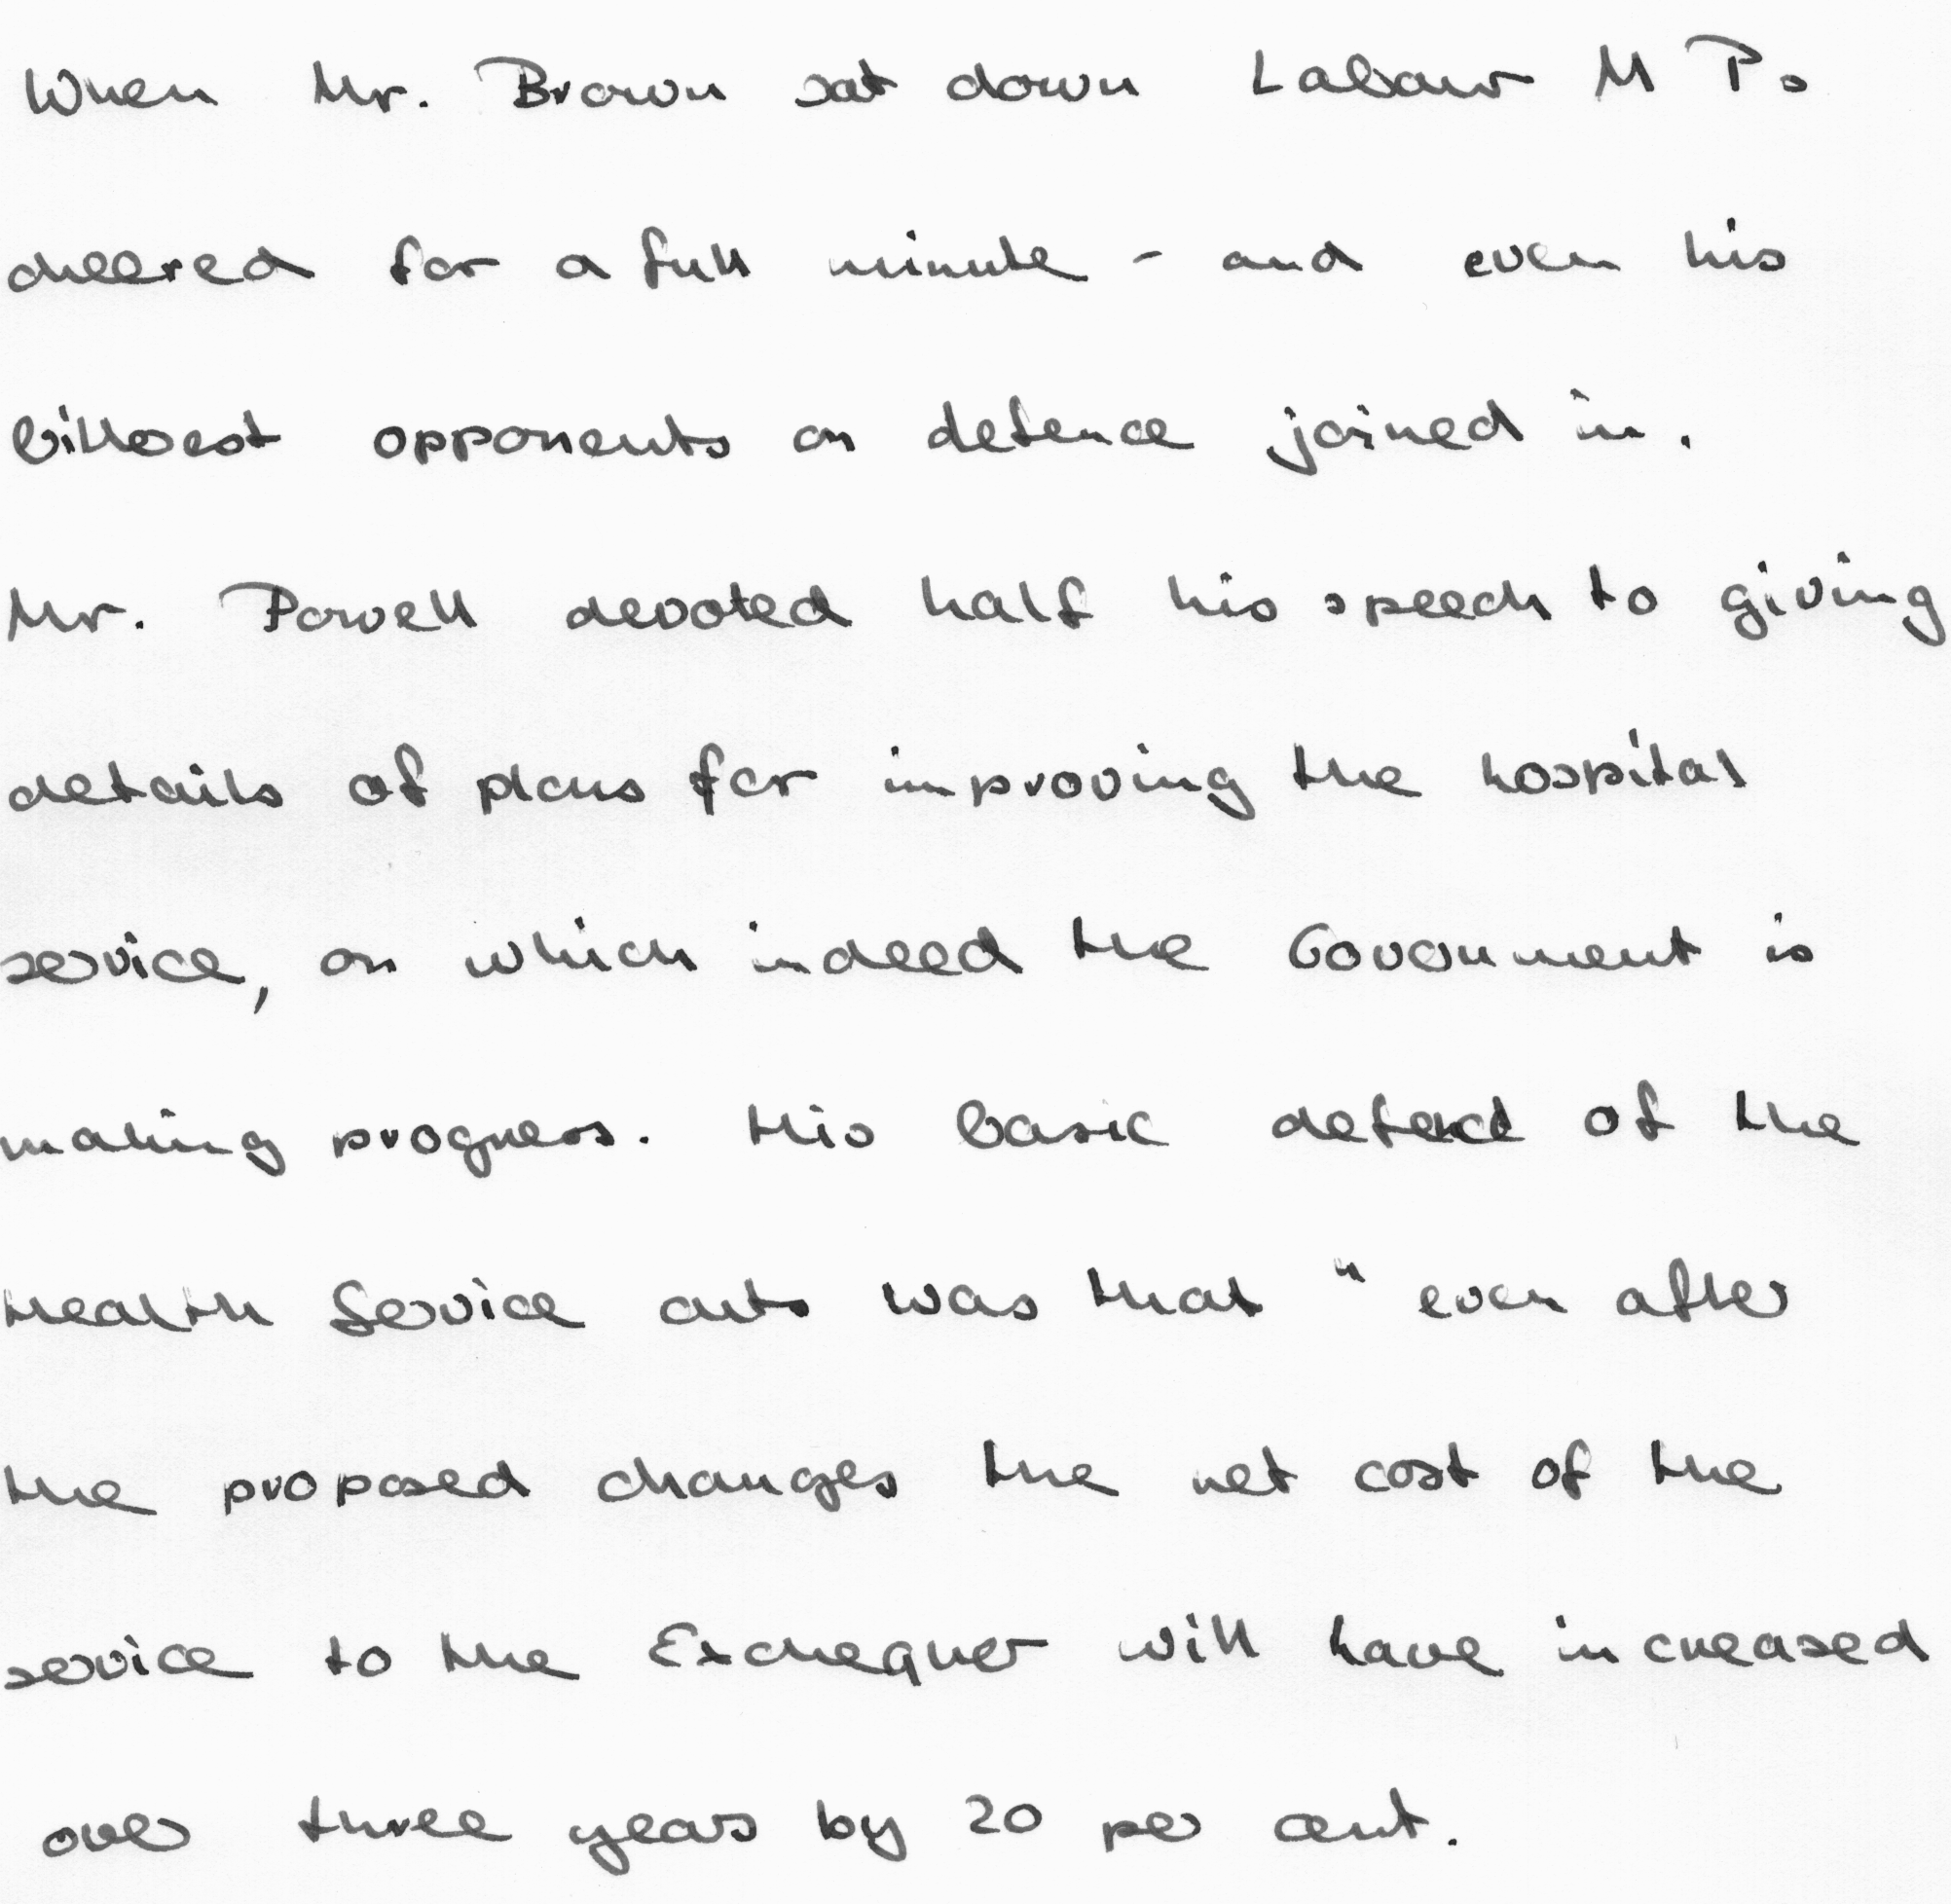 When Mr. Brown sat down Labour M Ps
cheered for a full minute - and even his
bitterest opponents on defence joined in.
Mr. Powell devoted half his speech to giving
details of plans for improving the hospital
service, on which indeed the Government is
making progress. His basic defence of the
Health Service cuts was that " even after
the proposed changes the net cost of the
service to the Exchequer will have increased
over three years by 20 per cent.